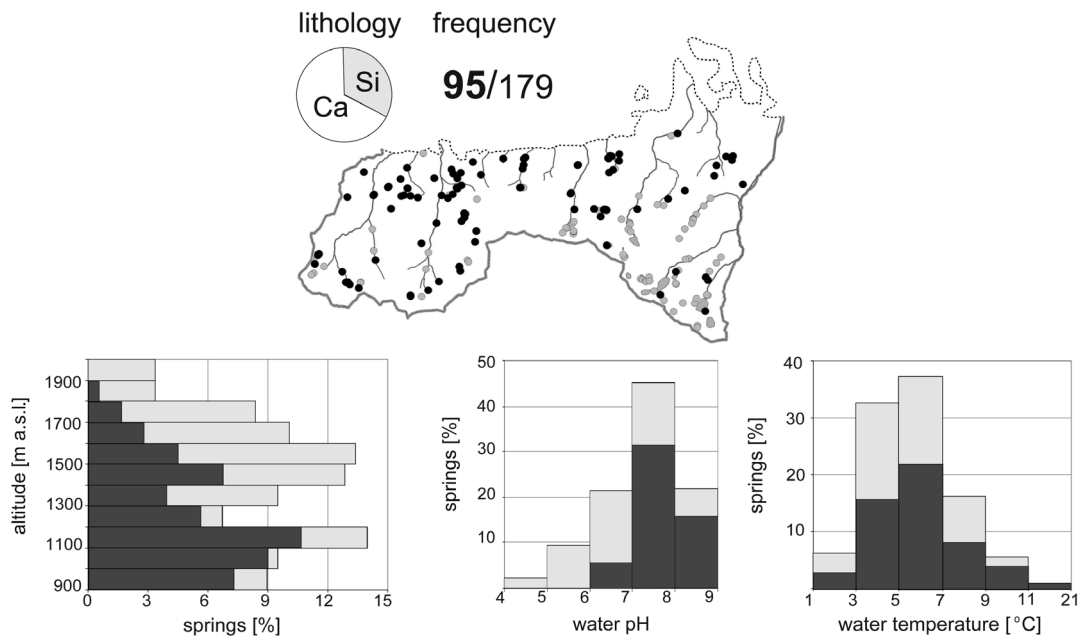 lithology frequency
Si
Ca
95/179
altitude [m a.s.l.]
1900
1700
1500
1300
1100
900
0 3 6 9 12 15
springs [%]
springs [%]
50
40
30
20
10
4 5 6 7 8 9
water pH
springs [%]
40
30
20
10
1 3 5 7 9 11 21
water temperature [°C]